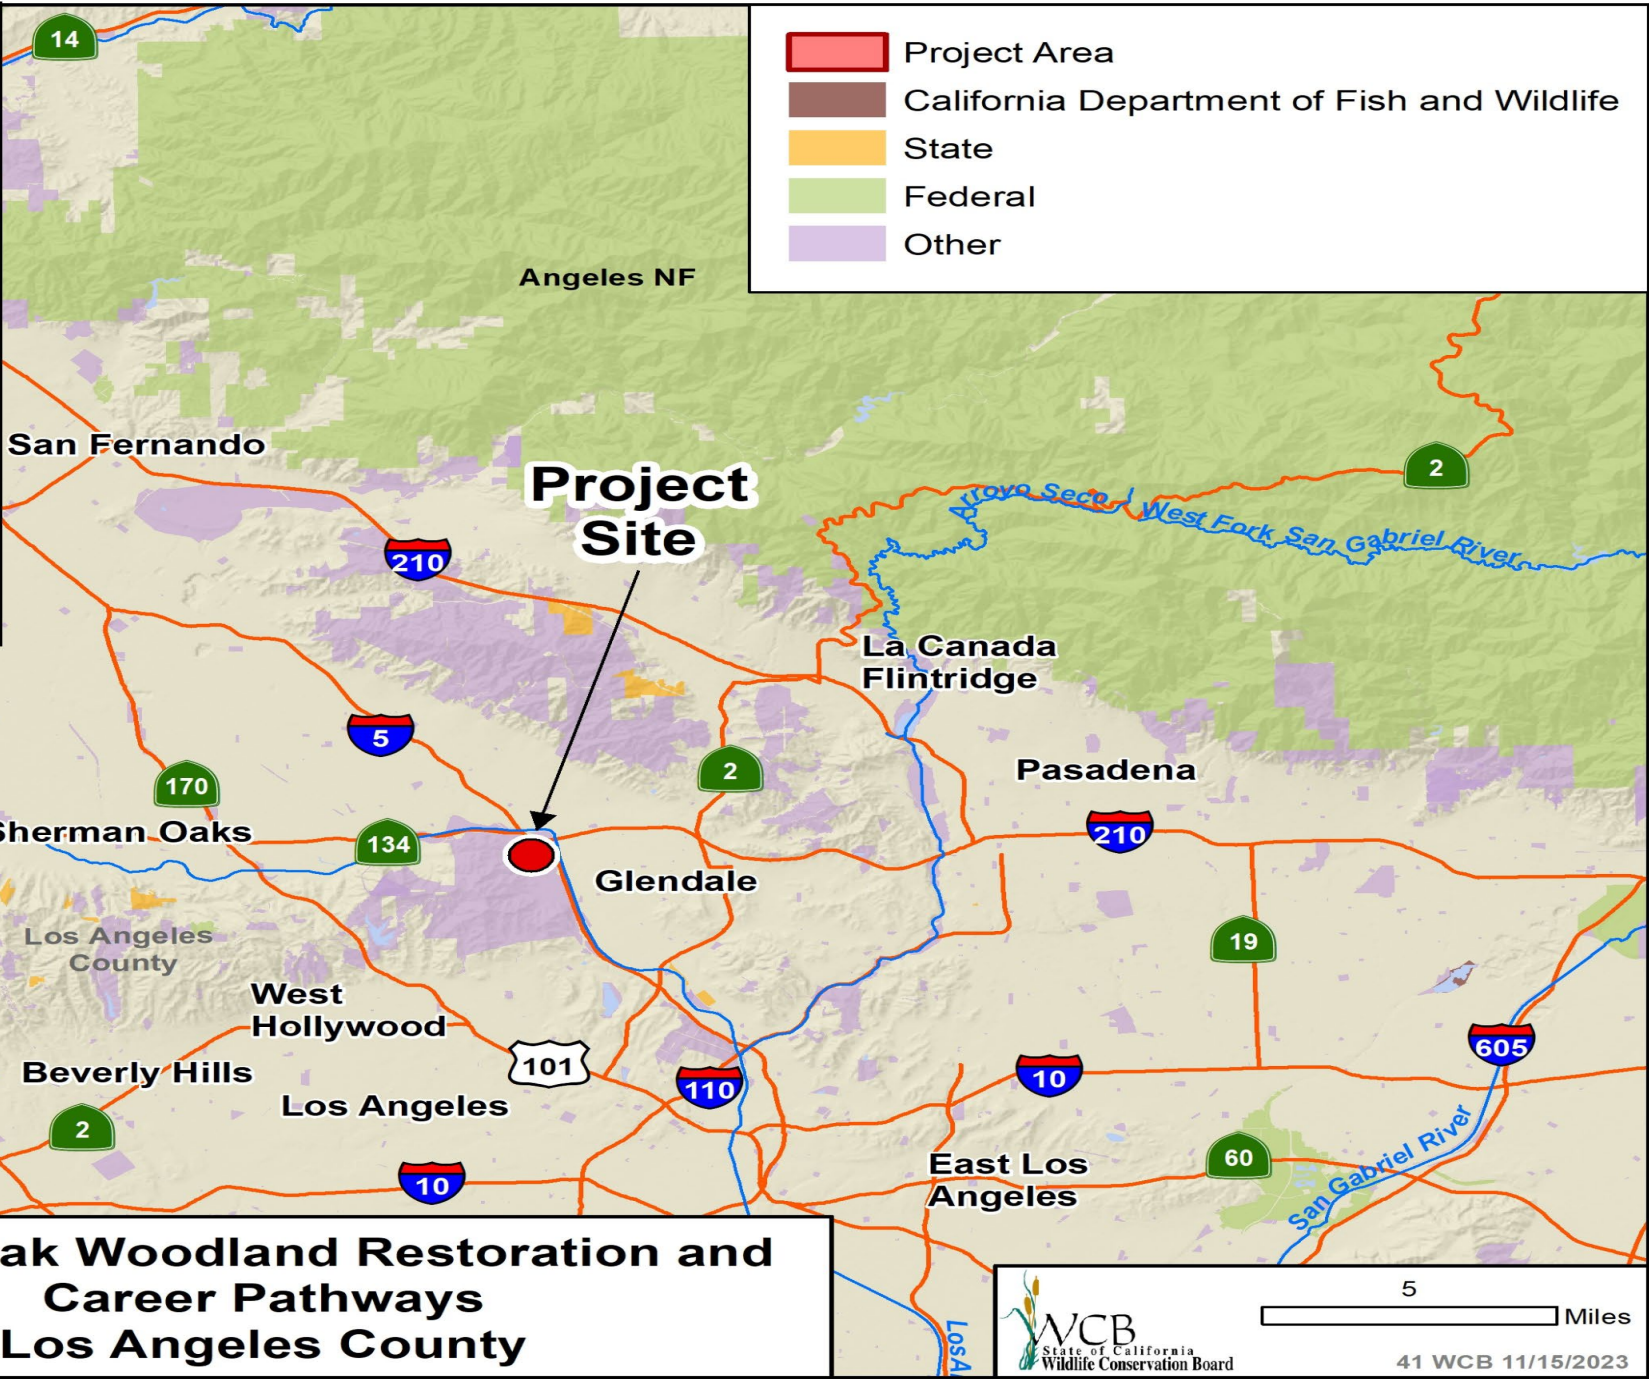 14
Project Area
California Department of Fish and Wildlife
State
Federal
Other
Angeles NF
San Fernando
2
Project
Site
Arroyo Seco
West Fork San Gabriel River
210
La Canada
Flintridge
5
2
Pasadena
170
Sherman Oaks
134
210
Glendale
Los Angeles
County
19
West
Hollywood
101
605
Beverly Hills
110
10
Los Angeles
2
60
San Gabriel River
East Los
Angeles
10
ak Woodland Restoration and
Career Pathways
Los Angeles County
Los A
WCB
State of California
Wildlife Conservation Board
5
Miles
41 WCB 11/15/2023